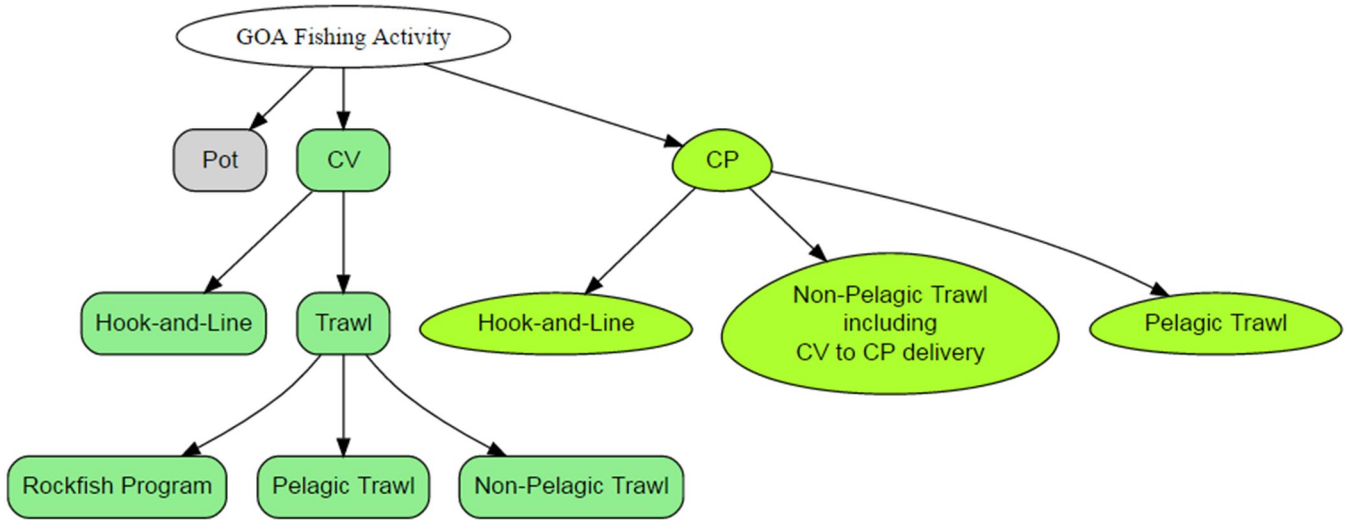 GOA Fishing Activity
Pot
CV
CP
Hook-and-Line
Trawl
Hook-and-Line
Non-Pelagic Trawl
including
CV to CP delivery
Pelagic Trawl
Rockfish Program
Pelagic Trawl
Non-Pelagic Trawl